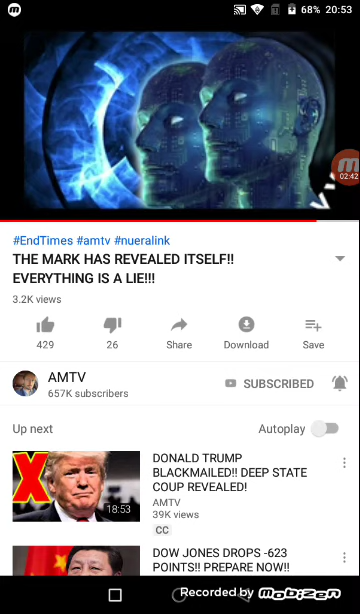 68% 20:53
02:42
#EndTimes #amtv #nueralink
THE MARK HAS REVEALED ITSELF!!
EVERYTHING IS A LIE!!!
3.2K views
429 26 Share Download Save
AMTV
657K subscribers
SUBSCRIBED
Up next Autoplay
X
18:53
DONALD TRUMP
BLACKMAILED!! DEEP STATE
COUP REVEALED!
AMTV
39K views
CC
DOW JONES DROPS -623
POINTS!! PREPARE NOW!!
Recorded by Mobizen